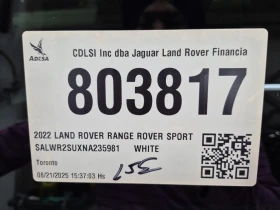 ADESA
CDLSI Inc dba Jaguar Land Rover Financia
803817
2022 LAND ROVER RANGE ROVER SPORT
SALWR2SUXNA235981 WHITE
Toronto
08/21/2025 15:37:03 Hs